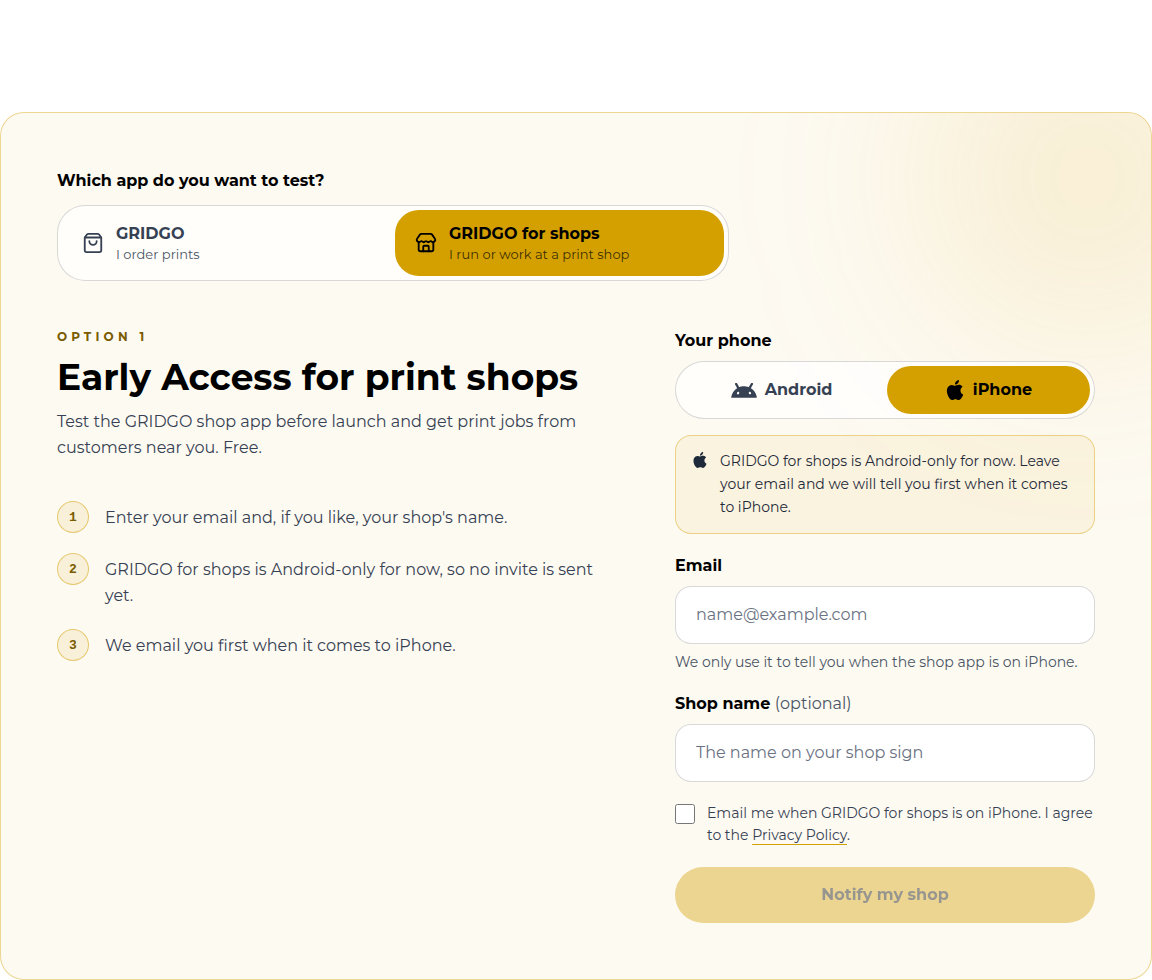 Which app do you want to test?
GRIDGO
I order prints
GRIDGO for shops
I run or work at a print shop
OPTION 1
Early Access for print shops
Test the GRIDGO shop app before launch and get print jobs from
customers near you. Free.
1
Enter your email and, if you like, your shop's name.
2
GRIDGO for shops is Android-only for now, so no invite is sent
yet.
3
We email you first when it comes to iPhone.
Your phone
Android
iPhone
GRIDGO for shops is Android-only for now. Leave
your email and we will tell you first when it comes
to iPhone.
Email
name@example.com
We only use it to tell you when the shop app is on iPhone.
Shop name (optional)
The name on your shop sign
Email me when GRIDGO for shops is on iPhone. I agree
to the Privacy Policy.
Notify my shop